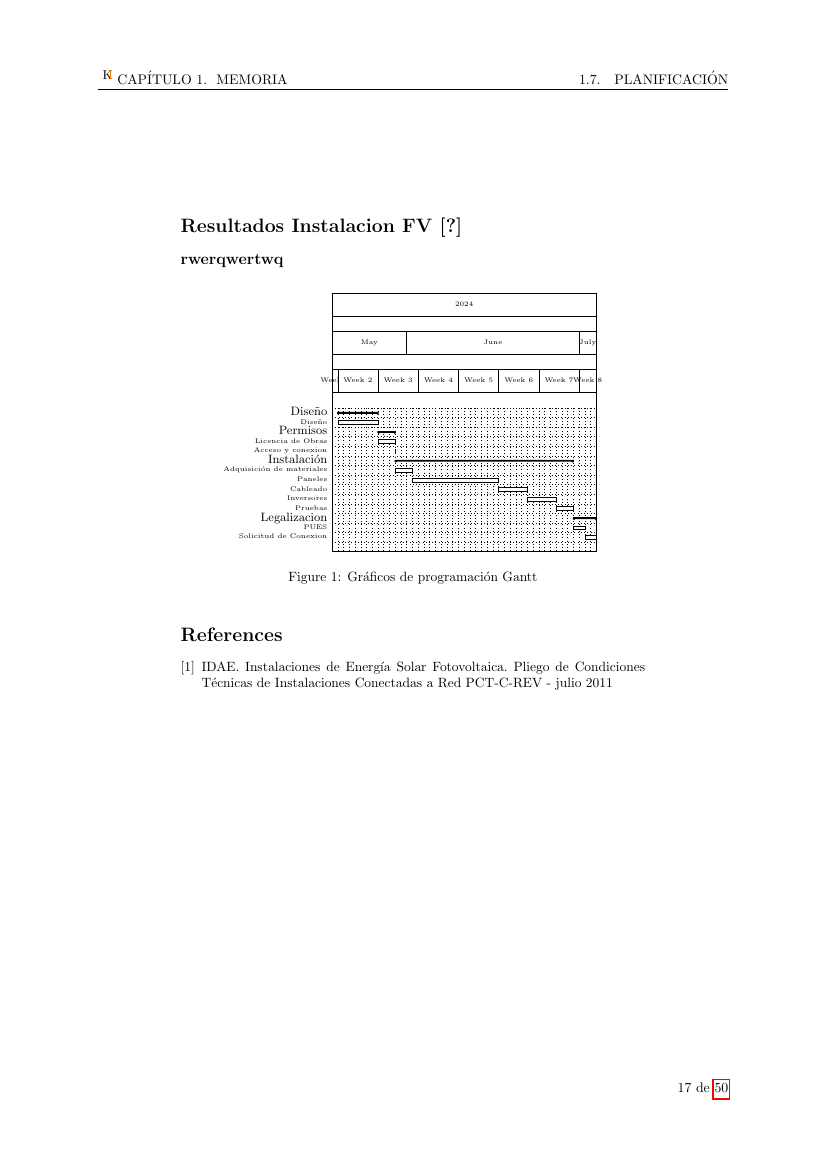 K CAPÍTULO 1. MEMORIA 1.7. PLANIFICACIÓN
Resultados Instalacion FV [?]
rwerqwertwq
2024
May June July
Week 2 Week 3 Week 4 Week 5 Week 6 Week 7 Week 8
Diseño
Diseño
Permisos
Licencia de Obras
Acceso y conexion
Instalación
Adquisición de materiales
Paneles
Cableado
Inversores
Pruebas
Legalizacion
PUES
Solicitud de Conexion
Figure 1: Gráficos de programación Gantt
References
[1] IDAE. Instalaciones de Energía Solar Fotovoltaica. Pliego de Condiciones
Técnicas de Instalaciones Conectadas a Red PCT-C-REV - julio 2011
17 de 50